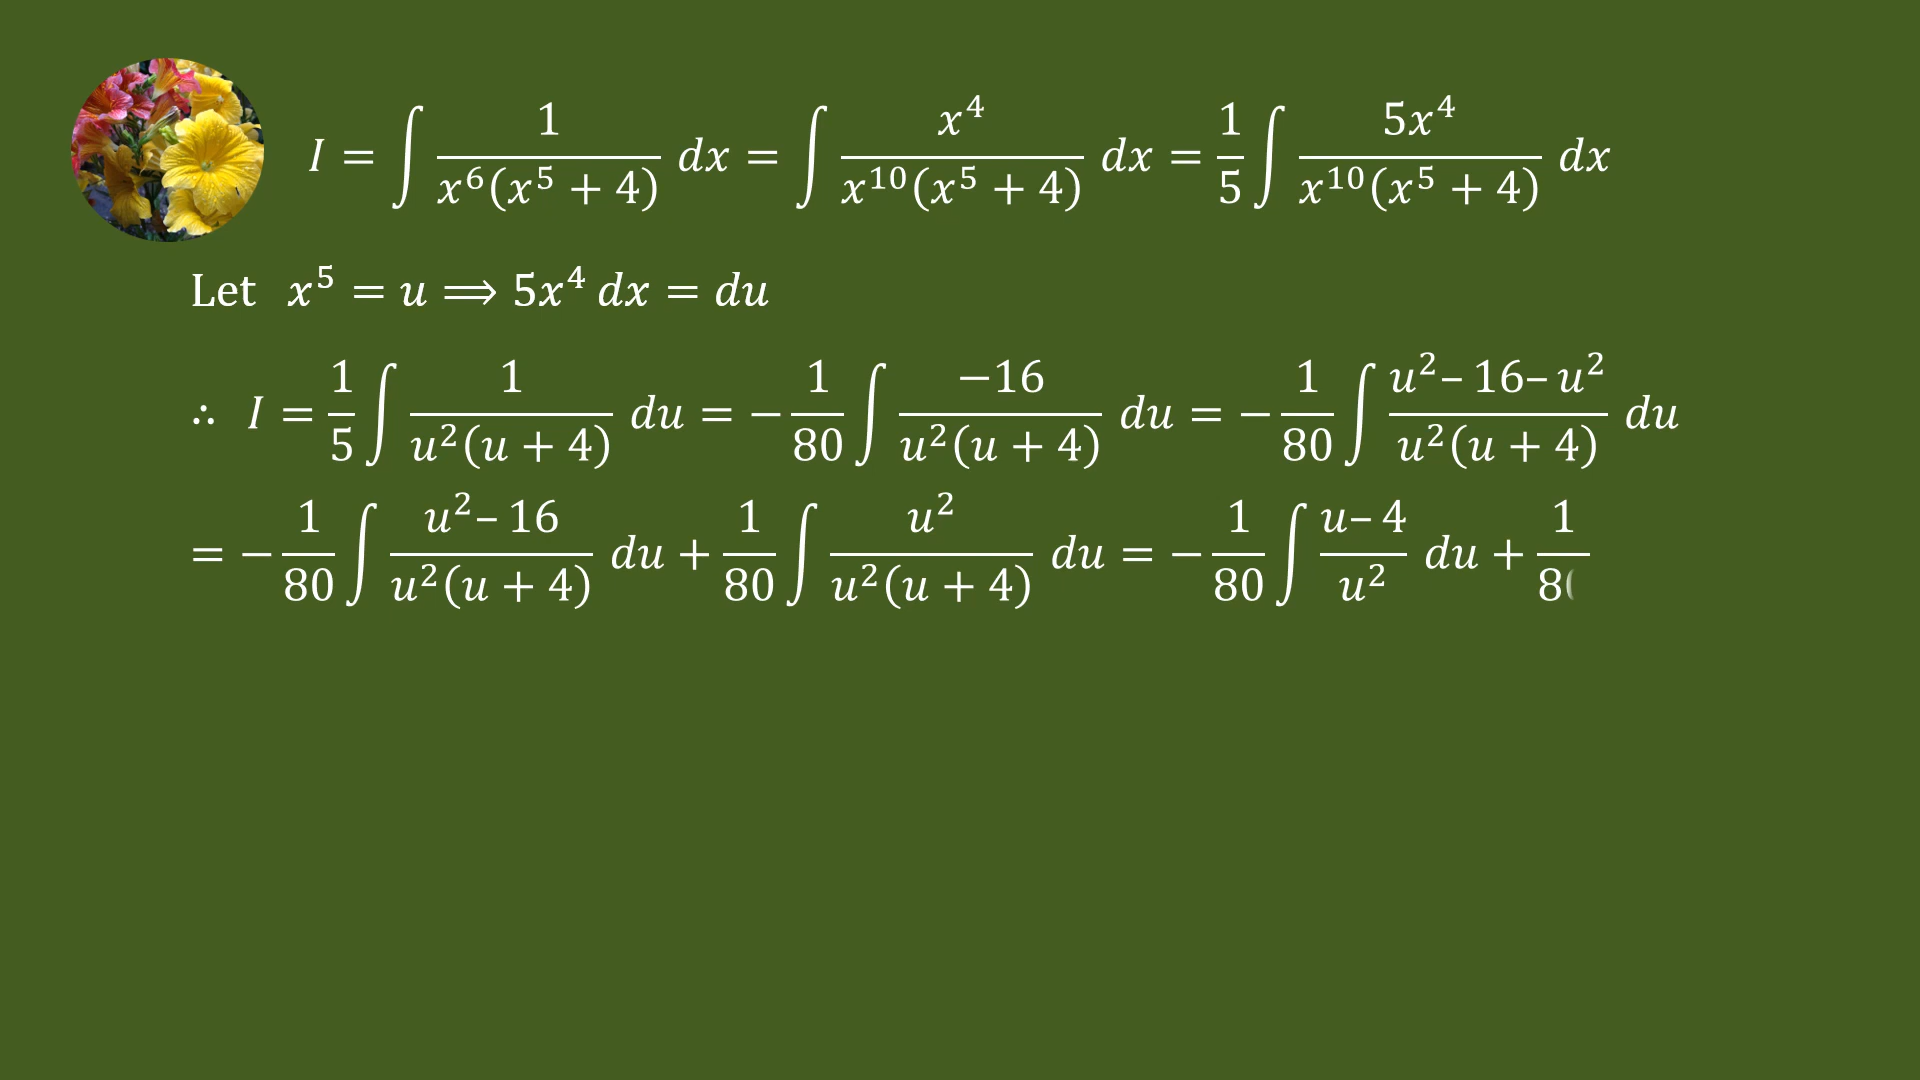 I = ∫ 1/(x⁶(x⁵ + 4)) dx = ∫ x⁴/(x¹⁰(x⁵ + 4)) dx = 1/5 ∫ 5x⁴/(x¹⁰(x⁵ + 4)) dx
Let x⁵ = u ⟹ 5x⁴ dx = du
∴ I = 1/5 ∫ 1/(u²(u + 4)) du = −1/80 ∫ −16/(u²(u + 4)) du = −1/80 ∫ (u² – 16 – u²)/(u²(u + 4)) du
= −1/80 ∫ (u² – 16)/(u²(u + 4)) du + 1/80 ∫ u²/(u²(u + 4)) du = −1/80 ∫ (u – 4)/u² du + 1/8